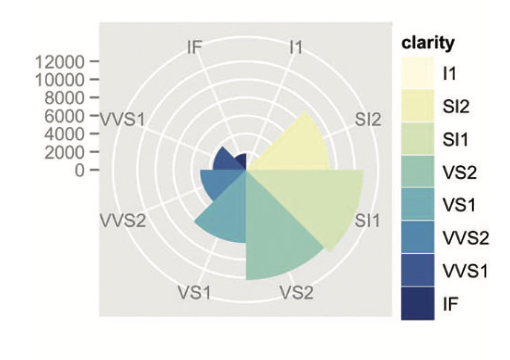 12000
10000
8000
6000
4000
2000
0
IF
I1
SI2
SI1
VS2
VS1
VVS2
VVS1
clarity
I1
SI2
SI1
VS2
VS1
VVS2
VVS1
IF